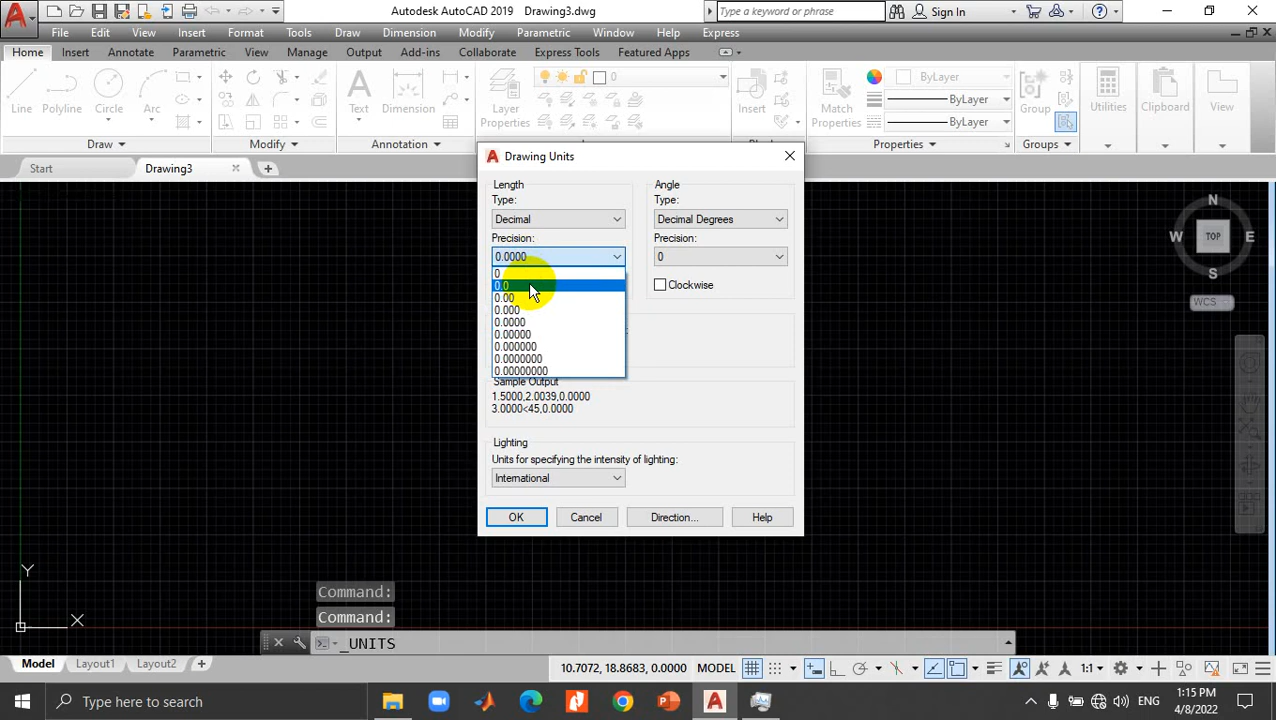 Autodesk AutoCAD 2019 Drawing3.dwg
Type a keyword or phrase
Sign In
File Edit View Insert Format Tools Draw Dimension Modify Parametric Window Help Express
Home Insert Annotate Parametric View Manage Output Add-ins Collaborate Express Tools Featured Apps
Line Polyline Circle Arc Text Dimension Layer Properties 0 Insert Match Properties ByLayer ByLayer ByLayer Group Utilities Clipboard View
Draw Modify Annotation Properties Groups
Start Drawing3
Drawing Units
Length
Type:
Decimal
Precision:
0.0000
0
0.0
0.00
0.000
0.0000
0.00000
0.000000
0.0000000
0.00000000
Angle
Type:
Decimal Degrees
Precision:
0
Clockwise
Sample Output
1.5000,2.0039,0.0000
3.0000<45,0.0000
Lighting
Units for specifying the intensity of lighting:
International
OK Cancel Direction... Help
N
W TOP E
S
WCS
Y
X
Command:
Command:
_UNITS
Model Layout1 Layout2
10.7072, 18.8683, 0.0000 MODEL 1:1
Type here to search
ENG
1:15 PM
4/8/2022